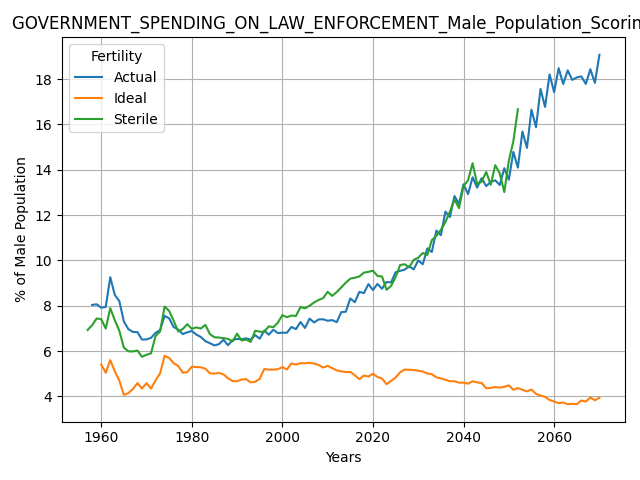 GOVERNMENT_SPENDING_ON_LAW_ENFORCEMENT_Male_Population_Scorin
Fertility
Actual
Ideal
Sterile
% of Male Population
18
16
14
12
10
8
6
4
1960 1980 2000 2020 2040 2060
Years